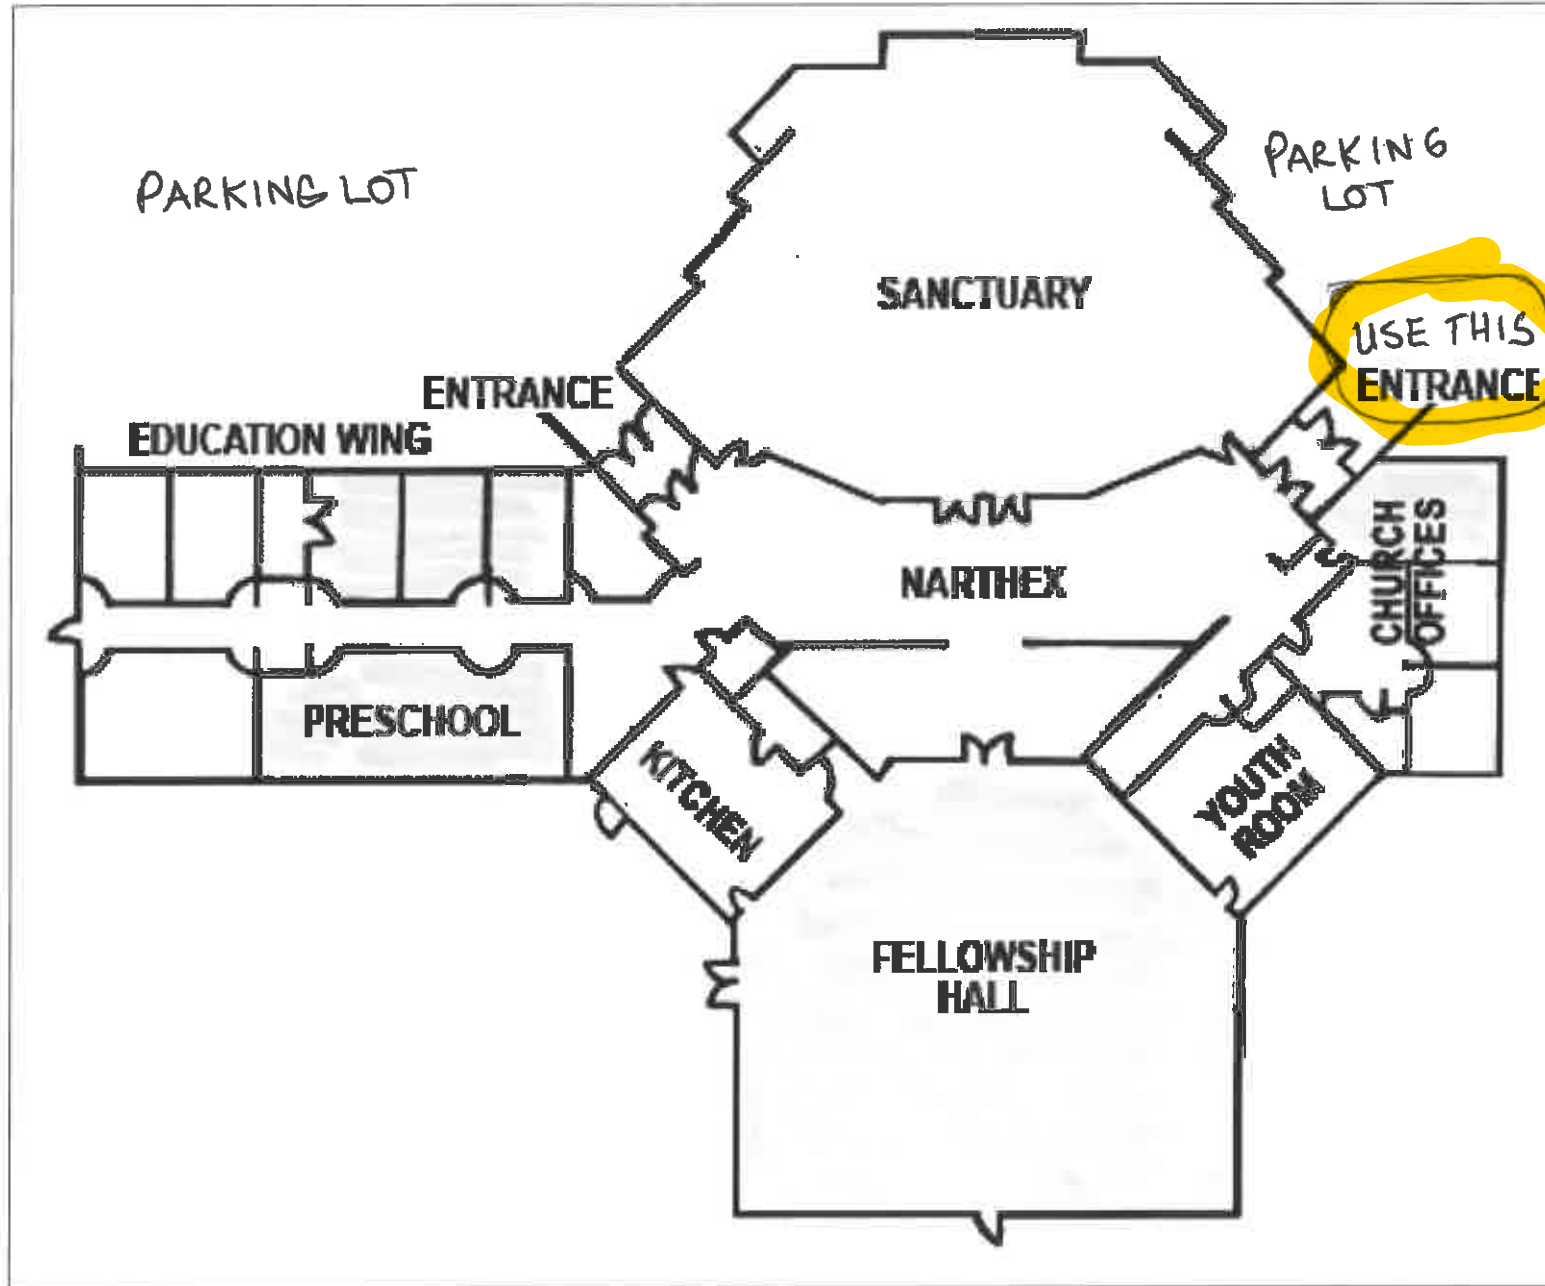 PARKING LOT
PARKING
LOT
SANCTUARY
USE THIS
ENTRANCE
ENTRANCE
EDUCATION WING
NARTHEX
CHURCH
OFFICES
PRESCHOOL
KITCHEN
YOUTH
ROOM
FELLOWSHIP
HALL